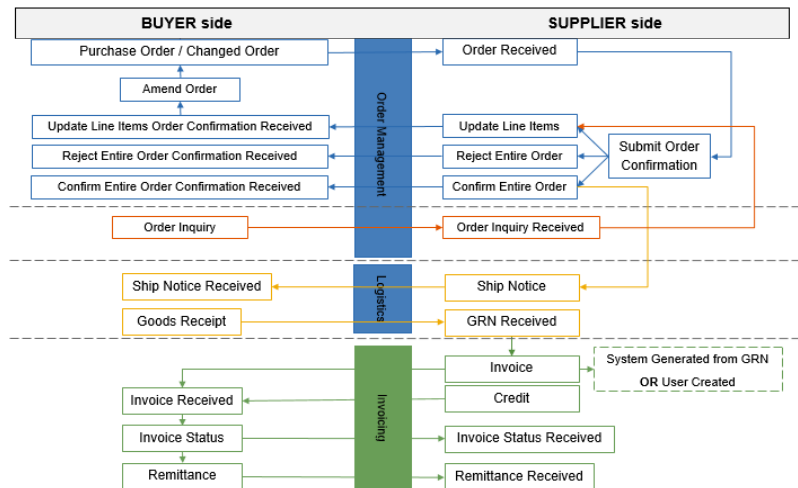 BUYER side
SUPPLIER side
Purchase Order / Changed Order
Order Received
Amend Order
Order Management
Update Line Items Order Confirmation Received
Update Line Items
Submit Order
Confirmation
Reject Entire Order Confirmation Received
Reject Entire Order
Confirm Entire Order Confirmation Received
Confirm Entire Order
Order Inquiry
Order Inquiry Received
Ship Notice Received
Logistics
Ship Notice
Goods Receipt
GRN Received
Invoice
System Generated from GRN
OR User Created
Invoice Received
Credit
Invoicing
Invoice Status
Invoice Status Received
Remittance
Remittance Received